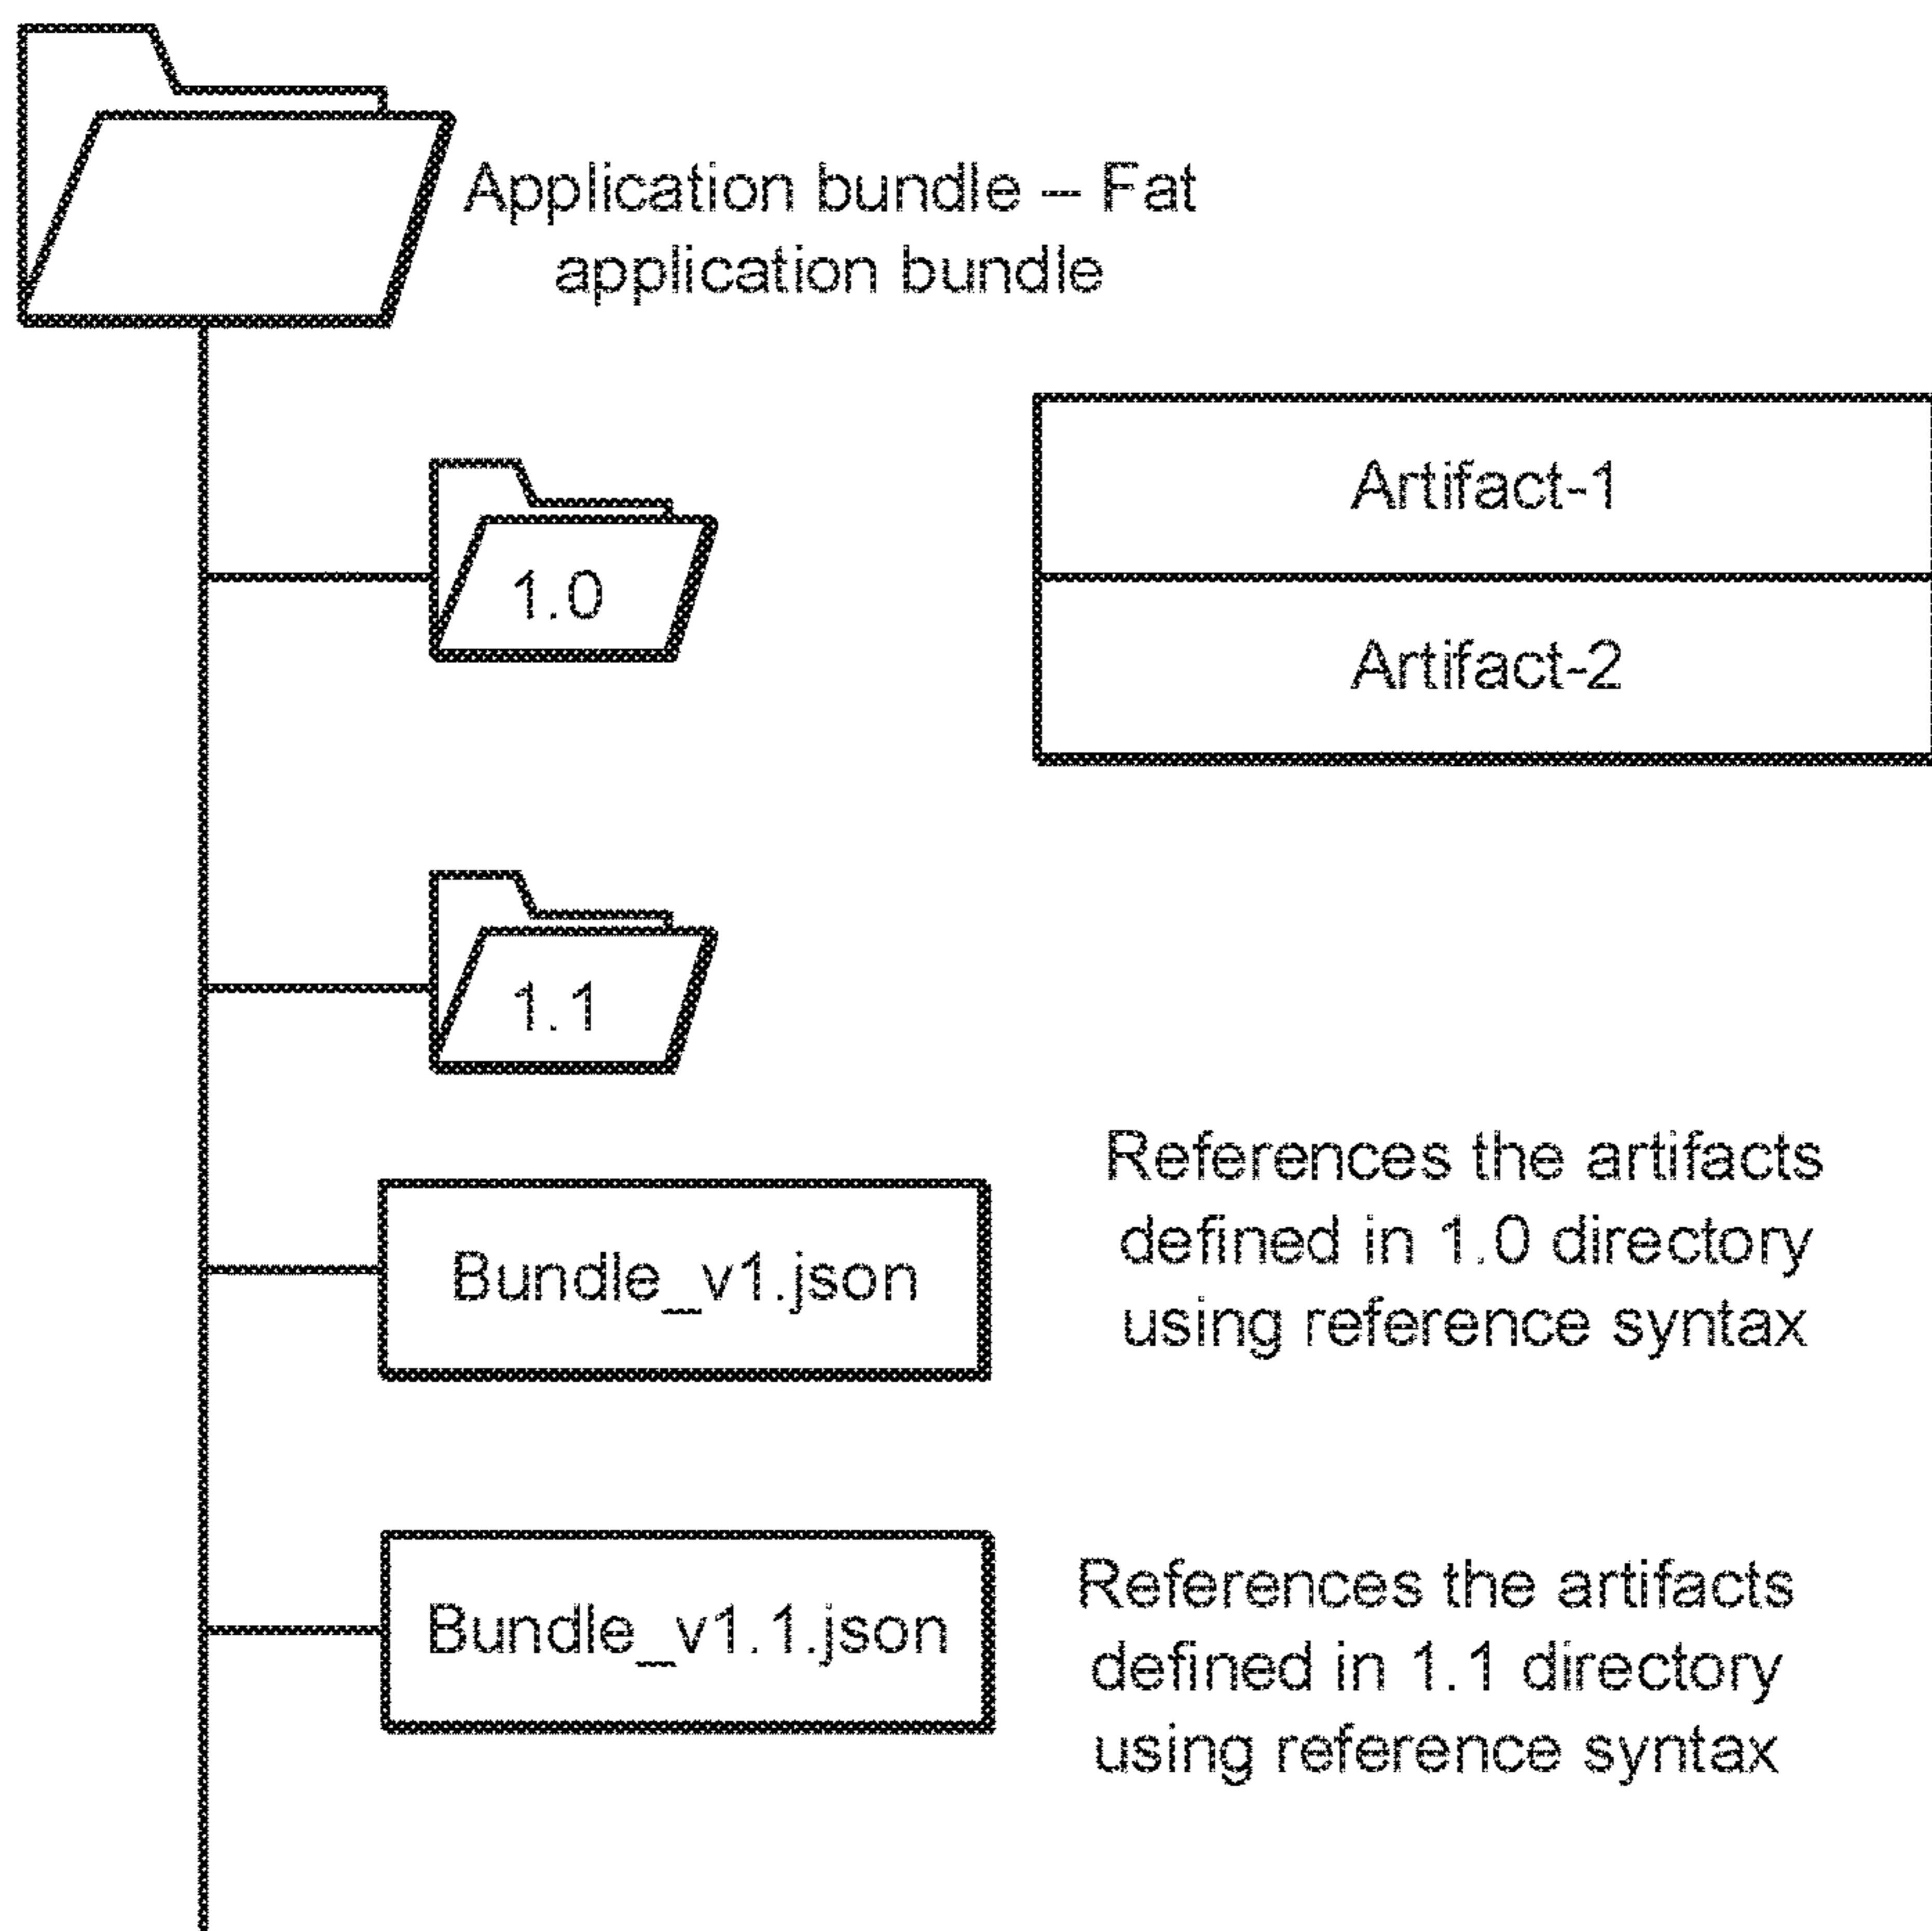 Application bundle – Fat
application bundle
1.0
Artifact-1
Artifact-2
1.1
Bundle_v1.json
References the artifacts
defined in 1.0 directory
using reference syntax
Bundle_v1.1.json
References the artifacts
defined in 1.1 directory
using reference syntax